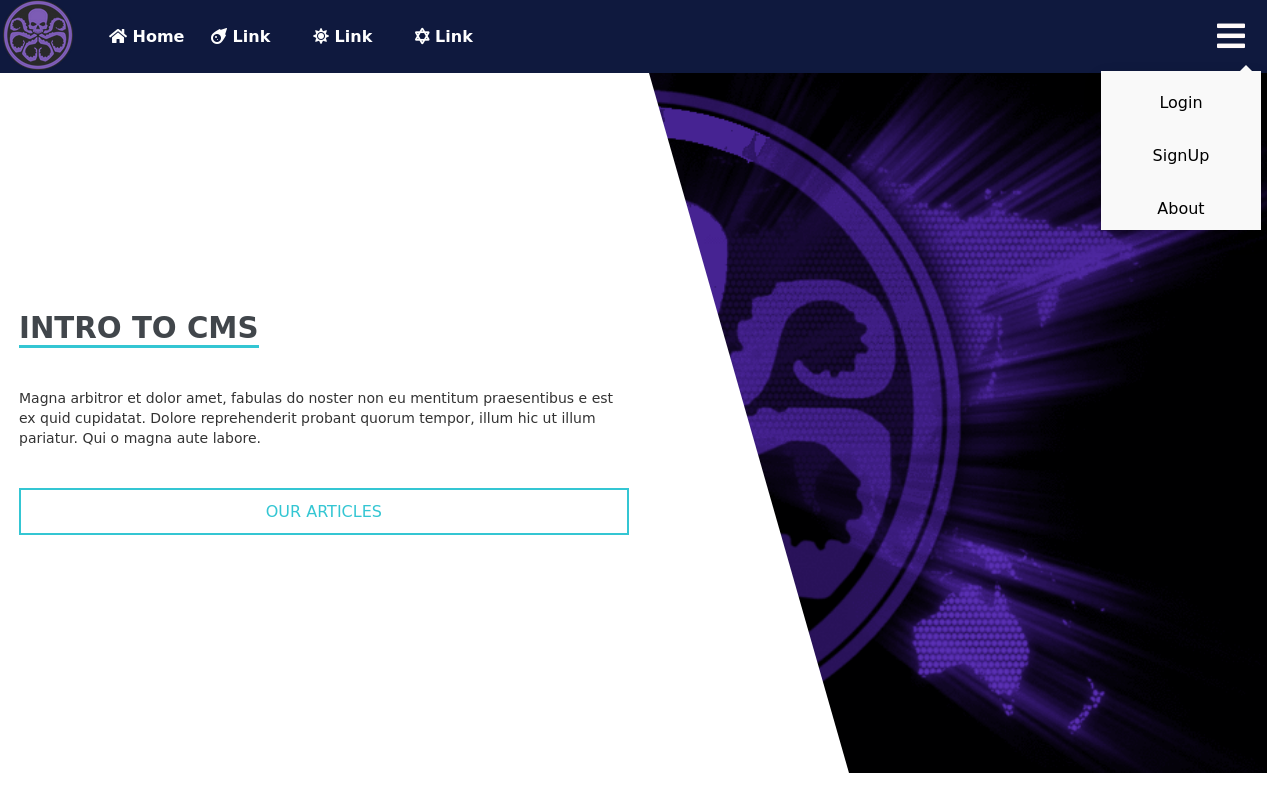 Home
Link
Link
Link
Login
SignUp
About
INTRO TO CMS
Magna arbitror et dolor amet, fabulas do noster non eu mentitum praesentibus e est
ex quid cupidatat. Dolore reprehenderit probant quorum tempor, illum hic ut illum
pariatur. Qui o magna aute labore.
OUR ARTICLES